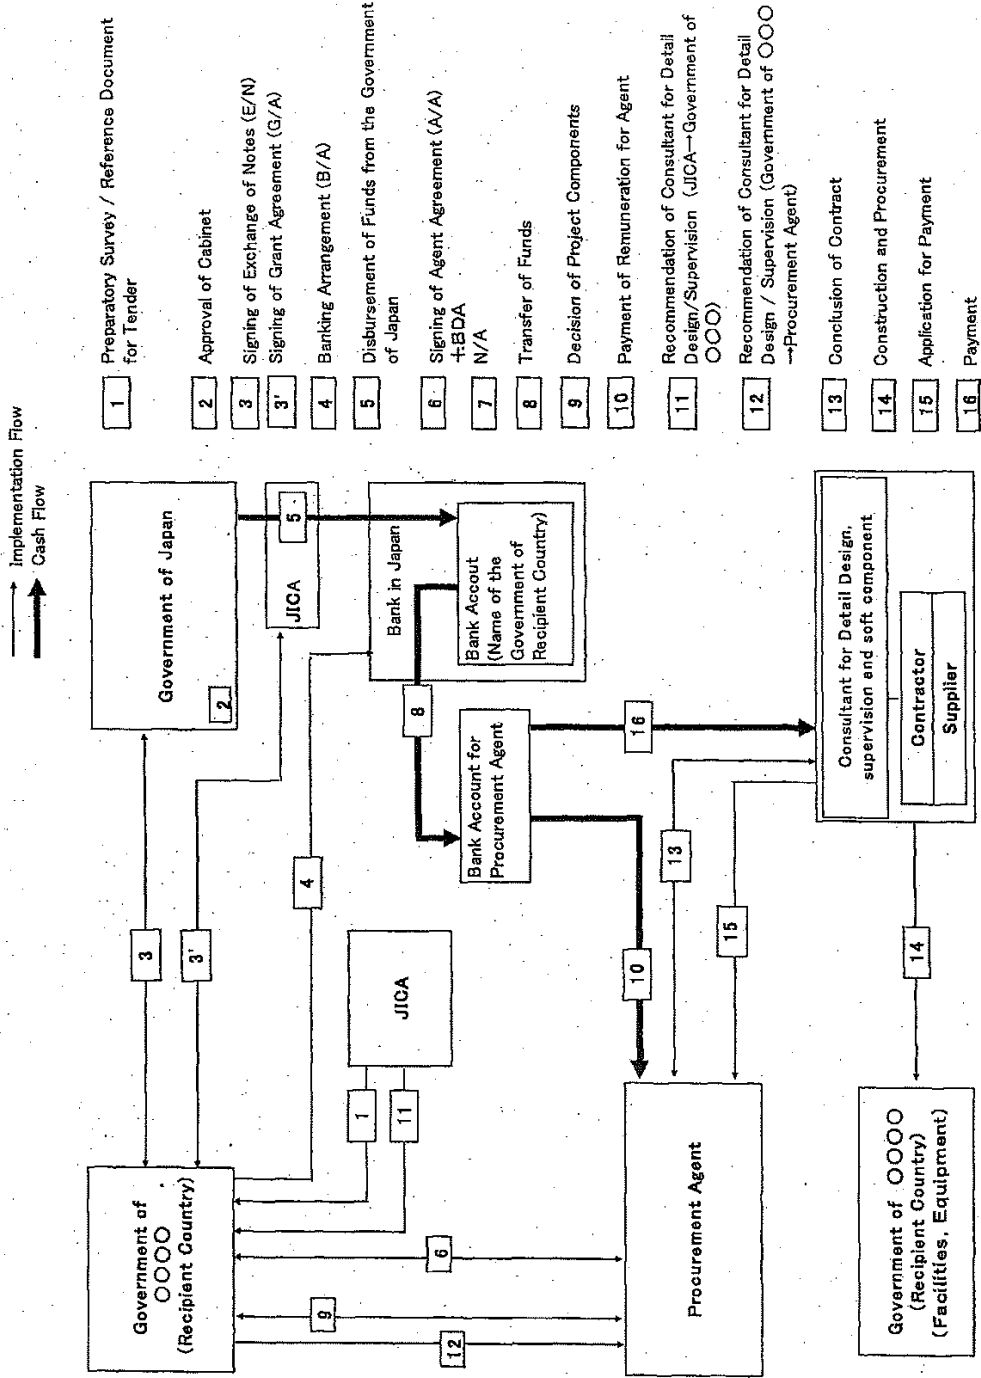 Implementation Flow
Cash Flow
Government of
○○○○
(Recipient Country)
3
3'
4
1
11
6
9
12
JICA
Government of Japan
2
JICA
5
Bank in Japan
Bank Accout
(Name of the
Government of
Recipient Country)
8
Bank Account for
Procurement Agent
16
10
13
15
Procurement Agent
Consultant for Detail Design,
supervision and soft component
Contractor
Supplier
14
Government of ○○○○
(Recipient Country)
(Facilities, Equipment)
1 Preparatory Survey / Reference Document
for Tender
2 Approval of Cabinet
3 Signing of Exchange of Notes (E/N)
3' Signing of Grant Agreement (G/A)
4 Banking Arrangement (B/A)
5 Disbursement of Funds from the Government
of Japan
6 Signing of Agent Agreement (A/A)
+BDA
7 N/A
8 Transfer of Funds
9 Decision of Project Components
10 Payment of Remuneration for Agent
11 Recommendation of Consultant for Detail
Design/Supervision (JICA→Government of
○○○)
12 Recommendation of Consultant for Detail
Design / Supervision (Government of ○○○
→Procurement Agent)
13 Conclusion of Contract
14 Construction and Procurement
15 Application for Payment
16 Payment